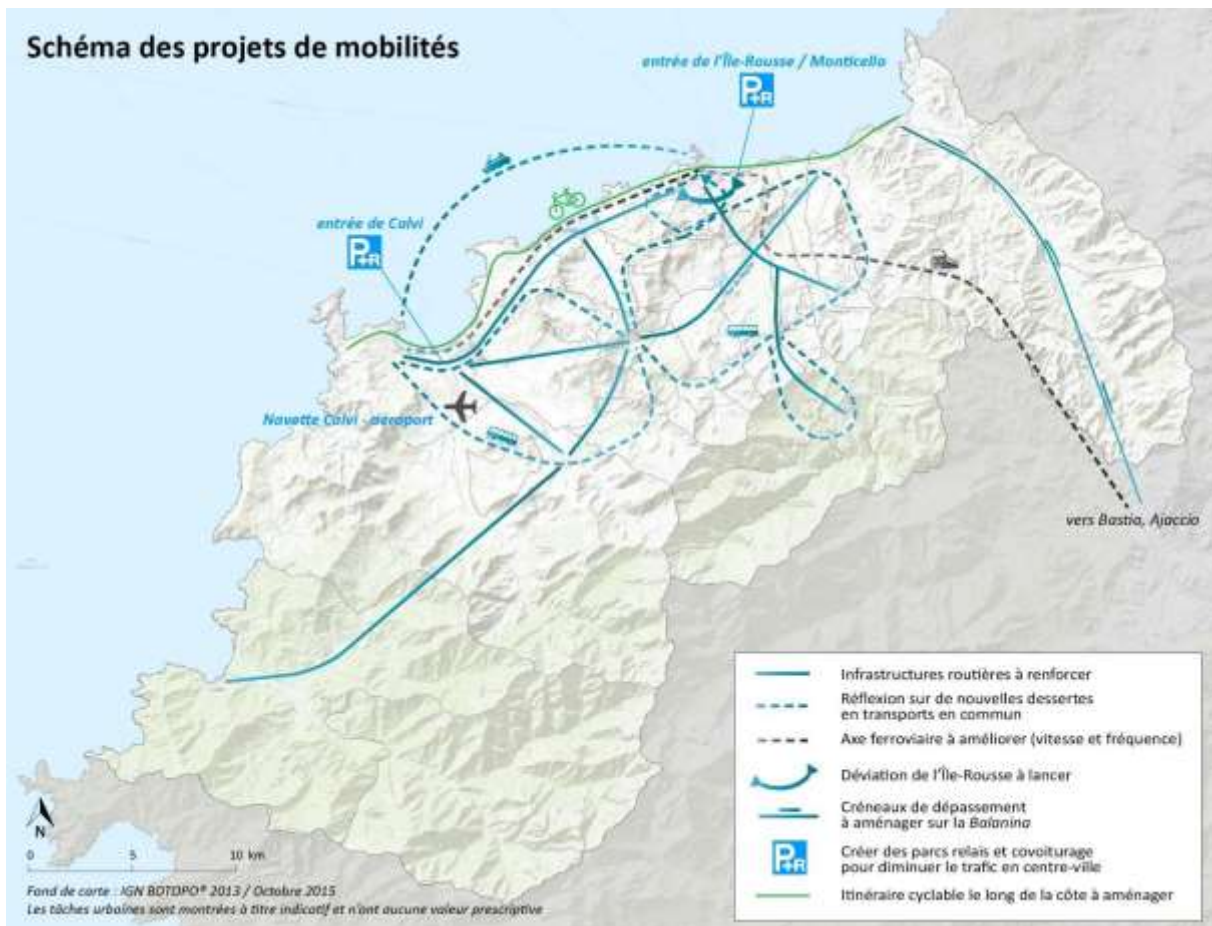 Schéma des projets de mobilités
entrée de l'Île-Rousse / Monticello
P+R
entrée de Calvi
P+R
Navette Calvi - aeroport
vers Bastia, Ajaccio
Infrastructures routières à renforcer
Réflexion sur de nouvelles dessertes
en transports en commun
Axe ferroviaire à améliorer (vitesse et fréquence)
Déviation de l'Île-Rousse à lancer
Créneaux de dépassement
à aménager sur la Balanina
P+R
Créer des parcs relais et covoiturage
pour diminuer le trafic en centre-ville
Itinéraire cyclable le long de la côte à aménager
N
0 5 10 km
Fond de carte : IGN BDTOPO® 2013 / Octobre 2015
Les tâches urbaines sont montrées à titre indicatif et n'ont aucune valeur prescriptive